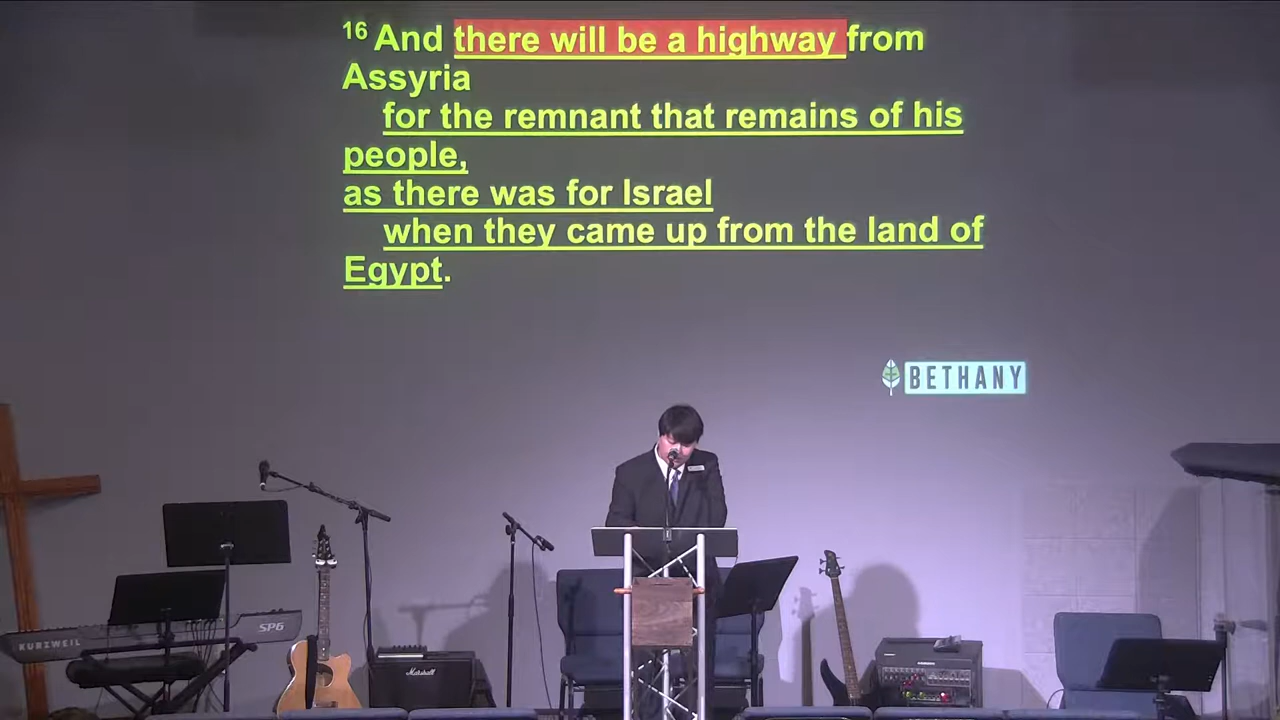 16 And there will be a highway from
Assyria
for the remnant that remains of his
people,
as there was for Israel
when they came up from the land of
Egypt.
BETHANY
KURZWEIL
SP6
Marshall